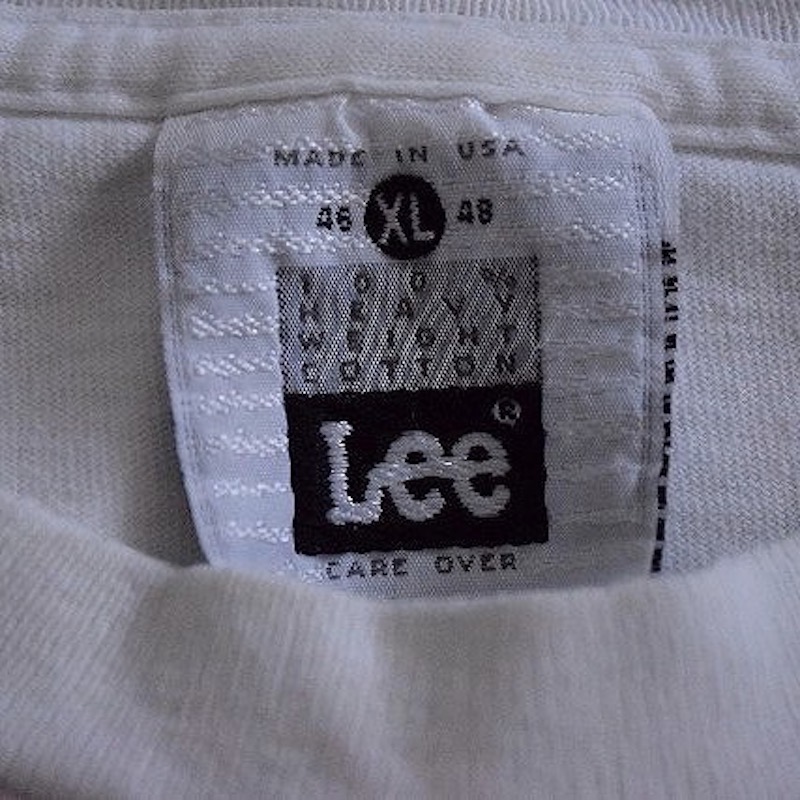 MADE IN USA
46 XL 48
100%
HEAVY
WEIGHT
COTTON
Lee®
CARE OVER